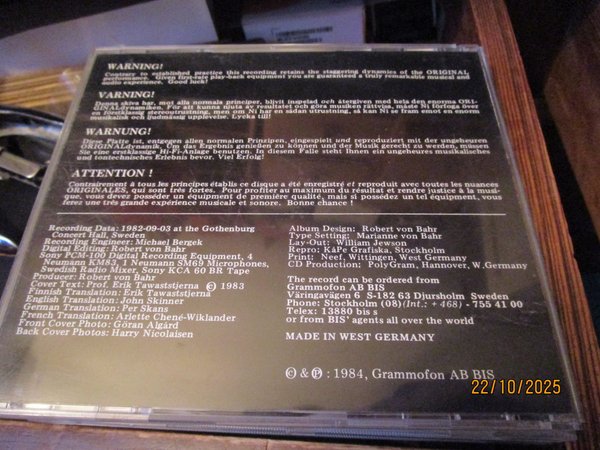 WARNING!
Contrary to established practice this recording retains the staggering dynamics of the ORIGINAL
performance. Given first-rate play-back equipment you are guaranteed a truly remarkable musical and
audio experience. Good luck!
VARNING!
Denna skiva har, mot alla normala principer, blivit inspelad och återgiven med hela den enorma ORI-
GINALdynamiken. För att kunna njuta av resultatet och göra musiken rättvisa, måste Ni förfoga över
en förstklassig stereoutrustning, men om Ni har en sådan utrustning, så kan Ni se fram emot en enorm
musikalisk och ljudmässig upplevelse. Lycka till!
WARNUNG!
Diese Platte ist, entgegen allen normalen Prinzipen, eingespielt und reproduziert mit der ungeheuren
ORIGINALdynamik. Um das Ergebnis genießen zu können und der Musik gerecht zu werden, müssen
Sie eine erstklassige Hi-Fi-Anlage benutzen. In diesem Falle steht Ihnen ein ungeheures musikalisches
und tontechnisches Erlebnis bevor. Viel Erfolg!
ATTENTION !
Contrairement à tous les principes établis ce disque a été enregistré et reproduit avec toutes les nuances
ORIGINALES, qui sont très fortes. Pour profiter au maximum du résultat et rendre justice à la musi-
que, vous devez posséder un équipement de première qualité, mais si possédez un tel équipement, vous
ferez une très grande expérience musicale et sonore. Bonne chance !
Recording Data: 1982-09-03 at the Gothenburg
Concert Hall, Sweden
Recording Engineer: Michael Bergek
Digital Editing: Robert von Bahr
Sony PCM-100 Digital Recording Equipment, 4
Neumann KM83, 1 Neumann SM69 Microphones,
Swedish Radio Mixer, Sony KCA 60 BR Tape
Producer: Robert von Bahr
Cover Text: Prof. Erik Tawaststjerna © 1983
Finnish Translation: Erik T. Tawaststjerna
English Translation: John Skinner
German Translation: Per Skans
French Translation: Arlette Chené-Wiklander
Front Cover Photo: Göran Algård
Back Cover Photo: Harry Nicolaisen
Album Design: Robert von Bahr
Type Setting: Marianne von Bahr
Lay-Out: William Jewson
Repro: KåPe Grafiska, Stockholm
Print: Neef, Wittingen, West Germany
CD Production: PolyGram, Hannover, W.Germany
The record can be ordered from
Grammofon AB BIS
Väringavägen 6 S-182 63 Djursholm Sweden
Phone: Stockholm (08) (Int.: + 468) - 755 41 00
Telex: 13880 bis s
or from BIS' agents all over the world
MADE IN WEST GERMANY
© & ℗ : 1984, Grammofon AB BIS
22/10/2025